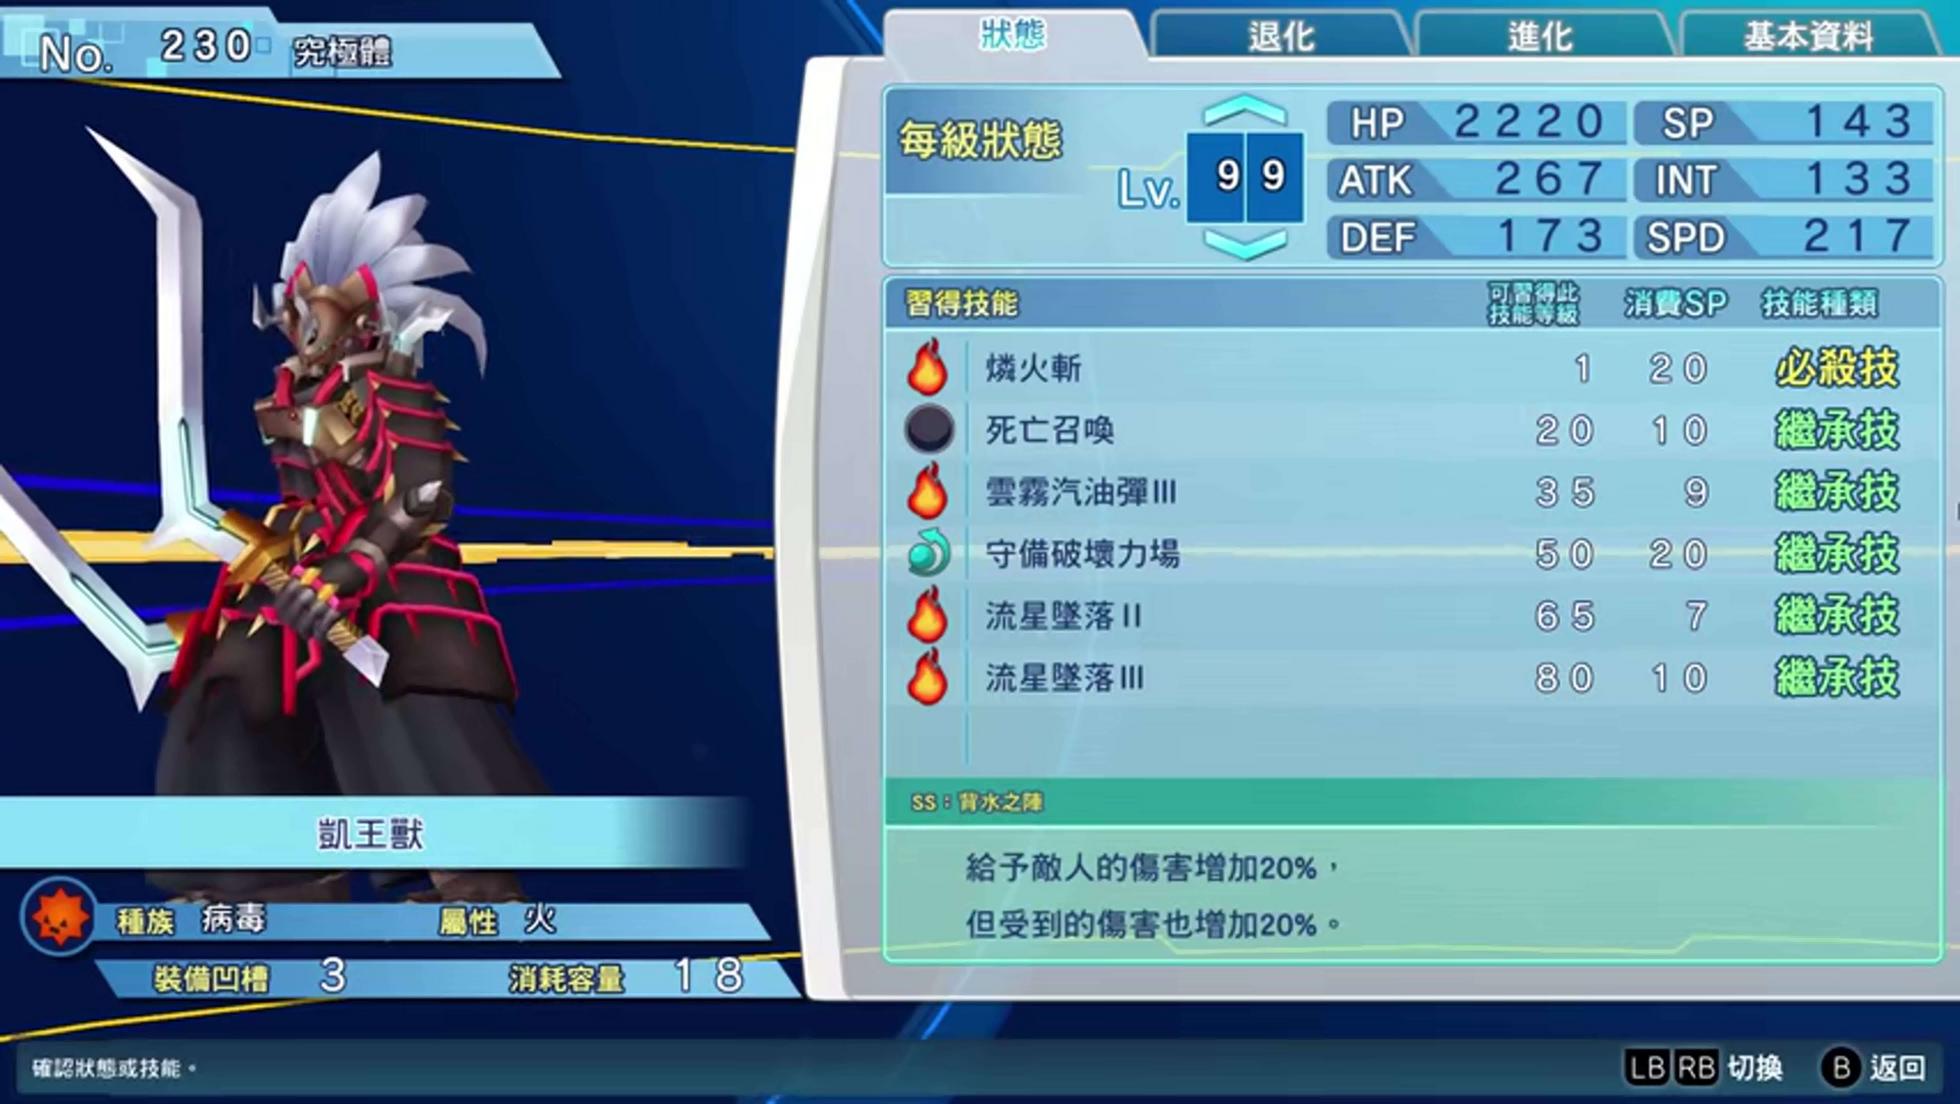 No. 230 究極體
狀態 退化 進化 基本資料
每級狀態
Lv. 99
HP 2220 SP 143
ATK 267 INT 133
DEF 173 SPD 217
習得技能 可習得此技能等級 消費SP 技能種類
燐火斬 1 20 必殺技
死亡召喚 20 10 繼承技
雲霧汽油彈III 35 9 繼承技
守備破壞力場 50 20 繼承技
流星墜落II 65 7 繼承技
流星墜落III 80 10 繼承技
SS：背水之陣
給予敵人的傷害增加20%，
但受到的傷害也增加20%。
凱王獸
種族 病毒 屬性 火
裝備凹槽 3 消耗容量 18
確認狀態或技能。
LB RB 切換 B 返回